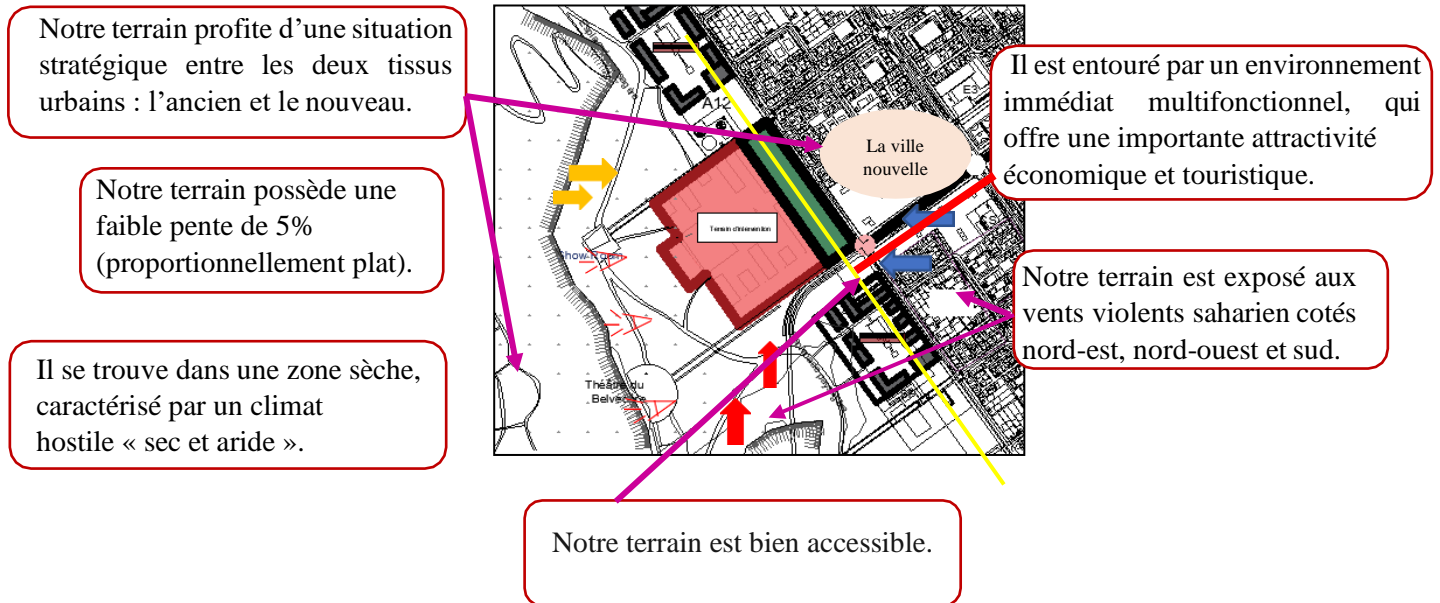 Notre terrain profite d’une situation
stratégique entre les deux tissus
urbains : l’ancien et le nouveau.
Notre terrain possède une
faible pente de 5%
(proportionnellement plat).
Il se trouve dans une zone sèche,
caractérisé par un climat
hostile « sec et aride ».
A12
E3
La ville
nouvelle
Terrain d'intervention
Show Room
Théâtre du
Belvédère
Il est entouré par un environnement
immédiat multifonctionnel, qui
offre une importante attractivité
économique et touristique.
Notre terrain est exposé aux
vents violents saharien cotés
nord-est, nord-ouest et sud.
Notre terrain est bien accessible.